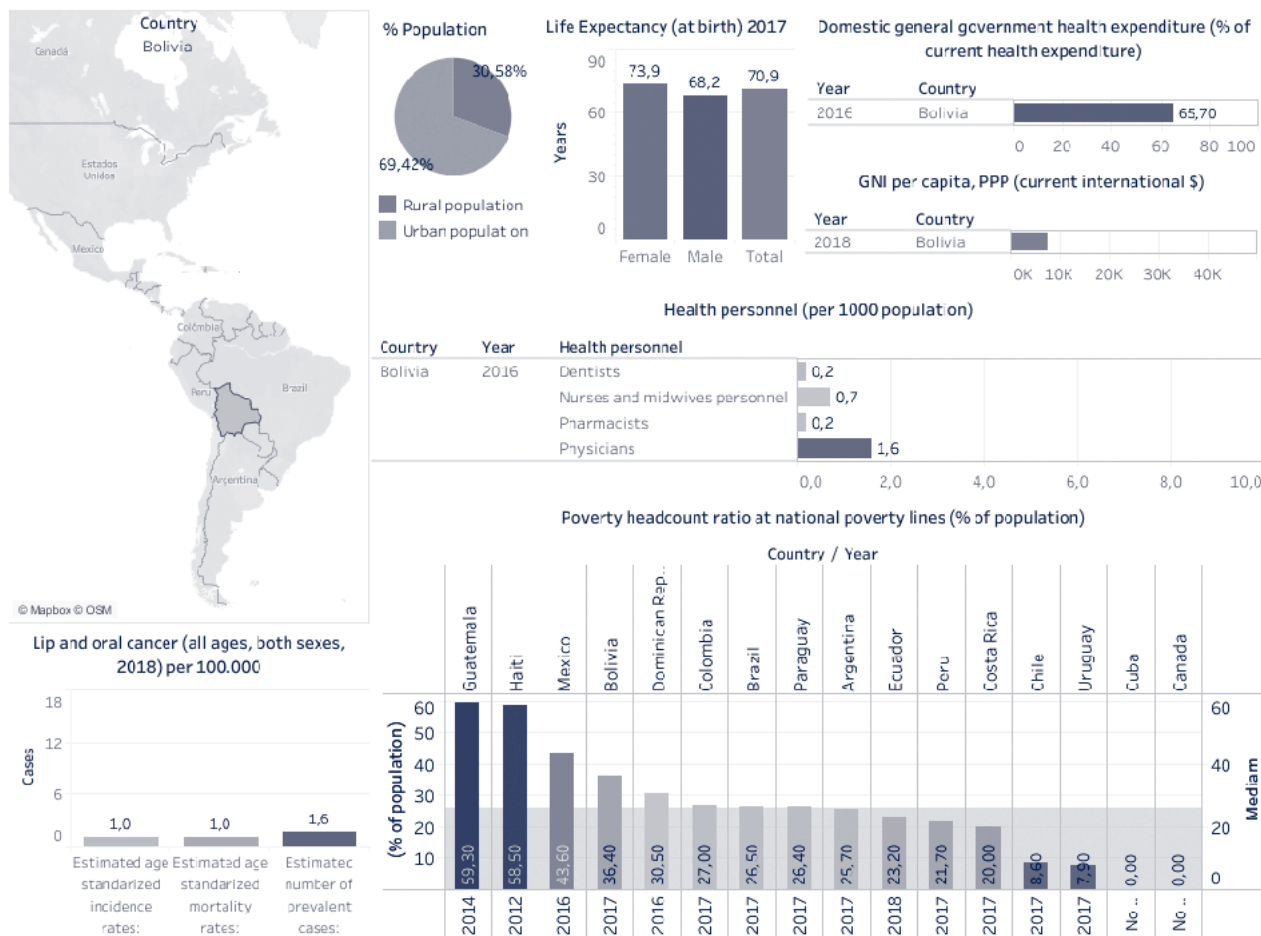 Country
Bolivia
Canadá
Estados
Unidos
Mexico
Colômbia
Peru
Brazil
Argentina
© Mapbox © OSM
% Population
30,58%
69,42%
Rural population
Urban population
Life Expectancy (at birth) 2017
Years
90
60
30
0
73,9
68,2
70,9
Female
Male
Total
Domestic general government health expenditure (% of
current health expenditure)
Year Country
2016 Bolivia
65,70
0 20 40 60 80 100
GNI per capita, PPP (current international $)
Year Country
2018 Bolivia
0K 10K 20K 30K 40K
Health personnel (per 1000 population)
Country Year Health personnel
Bolivia 2016 Dentists 0,2
Nurses and midwives personnel 0,7
Pharmacists 0,2
Physicians 1,6
0,0 2,0 4,0 6,0 8,0 10,0
Lip and oral cancer (all ages, both sexes,
2018) per 100.000
Cases
18
12
6
0
1,0 1,0 1,6
Estimated age
standarized
incidence
rates:
Estimated age
standarized
mortality
rates:
Estimated
number of
prevalent
cases:
Poverty headcount ratio at national poverty lines (% of population)
Country / Year
Guatemala
Haiti
Mexico
Bolivia
Dominican Rep..
Colombia
Brazil
Paraguay
Argentina
Ecuador
Peru
Costa Rica
Chile
Uruguay
Cuba
Canada
(% of population)
60
50
40
30
20
10
59,30
58,50
43,60
36,40
30,50
27,00
26,50
26,40
25,70
23,20
21,70
20,00
8,60
7,90
0,00
0,00
60
40
20
0
Mediam
2014
2012
2016
2017
2016
2017
2017
2017
2017
2018
2017
2017
2017
2017
No ..
No ..